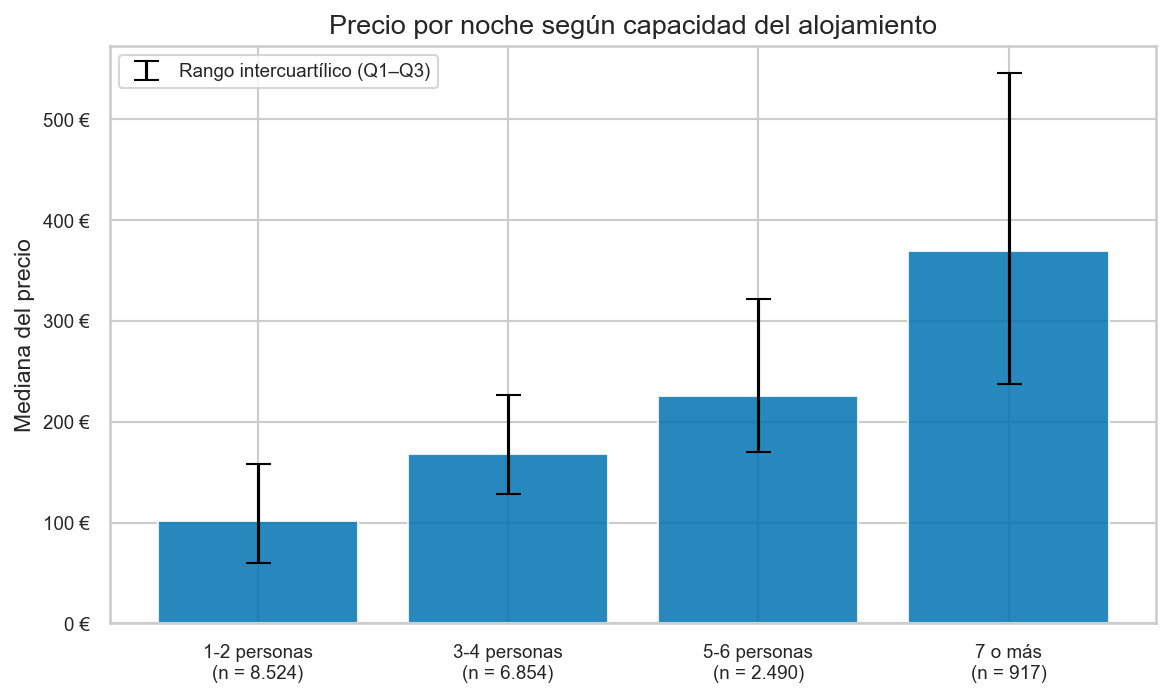 Precio por noche según capacidad del alojamiento
Rango intercuartílico (Q1–Q3)
Mediana del precio
500 €
400 €
300 €
200 €
100 €
0 €
1-2 personas
(n = 8.524)
3-4 personas
(n = 6.854)
5-6 personas
(n = 2.490)
7 o más
(n = 917)